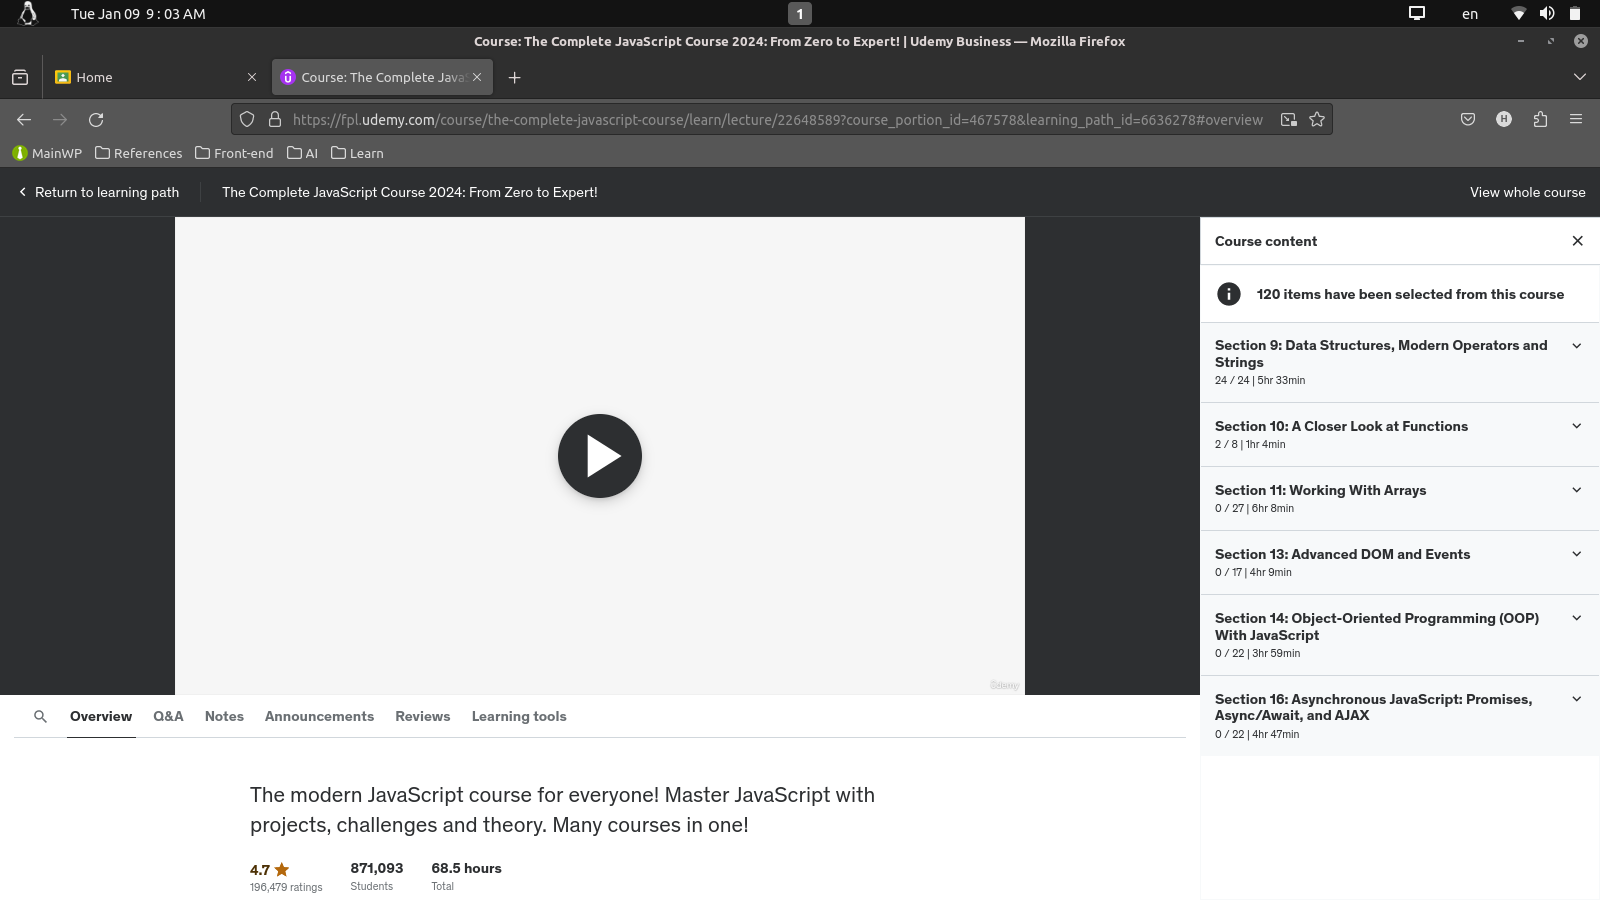 Tue Jan 09  9 : 03 AM
1
en
Course: The Complete JavaScript Course 2024: From Zero to Expert! | Udemy Business — Mozilla Firefox
Home
Course: The Complete Java
https://fpl.udemy.com/course/the-complete-javascript-course/learn/lecture/22648589?course_portion_id=467578&learning_path_id=6636278#overview
H
MainWP
References
Front-end
AI
Learn
Return to learning path
The Complete JavaScript Course 2024: From Zero to Expert!
View whole course
Udemy
Course content
120 items have been selected from this course
Section 9: Data Structures, Modern Operators and
Strings
24 / 24 | 5hr 33min
Section 10: A Closer Look at Functions
2 / 8 | 1hr 4min
Section 11: Working With Arrays
0 / 27 | 6hr 8min
Section 13: Advanced DOM and Events
0 / 17 | 4hr 9min
Section 14: Object-Oriented Programming (OOP)
With JavaScript
0 / 22 | 3hr 59min
Section 16: Asynchronous JavaScript: Promises,
Async/Await, and AJAX
0 / 22 | 4hr 47min
Overview
Q&A
Notes
Announcements
Reviews
Learning tools
The modern JavaScript course for everyone! Master JavaScript with
projects, challenges and theory. Many courses in one!
4.7
196,479 ratings
871,093
Students
68.5 hours
Total